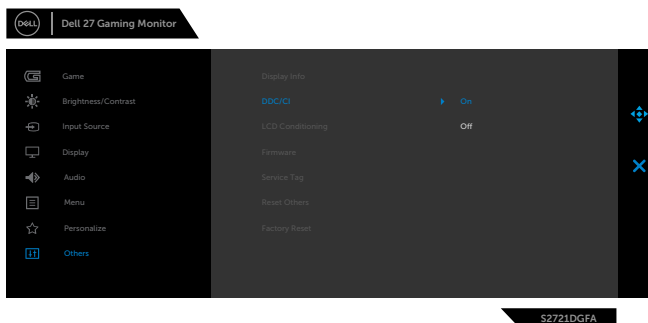 DELL
Dell 27 Gaming Monitor
Game
Display Info
Brightness/Contrast
DDC/CI
On
Input Source
LCD Conditioning
Off
Display
Firmware
Audio
Service Tag
Menu
Reset Others
Personalize
Factory Reset
Others
S2721DGFA